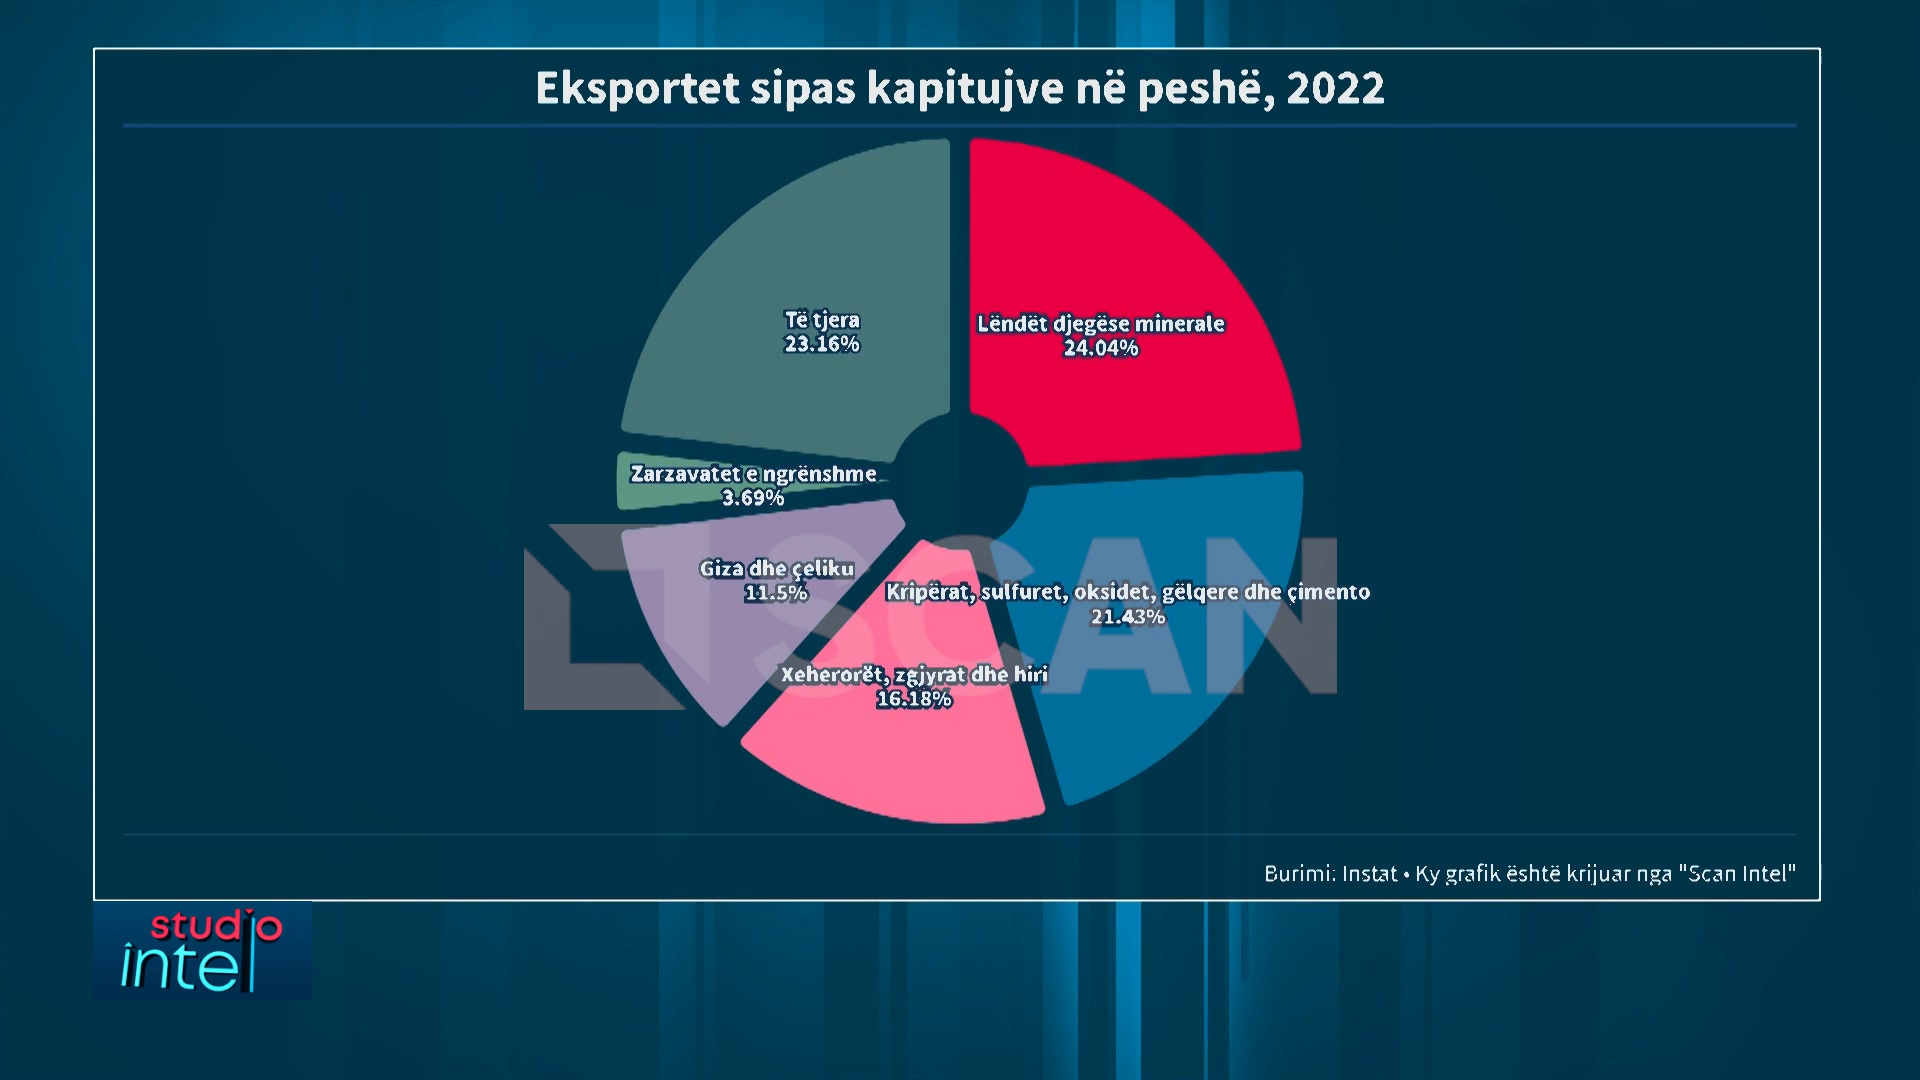 Eksportet sipas kapitujve në peshë, 2022
Të tjera
23.16%
Lëndët djegëse minerale
24.04%
Zarzavatet e ngrënshme
3.69%
Giza dhe çeliku
11.5%
Kripërat, sulfuret, oksidet, gëlqere dhe çimento
21.43%
Xeherorët, zgjyrat dhe hiri
16.18%
SCAN
Burimi: Instat • Ky grafik është krijuar nga "Scan Intel"
studio
intel